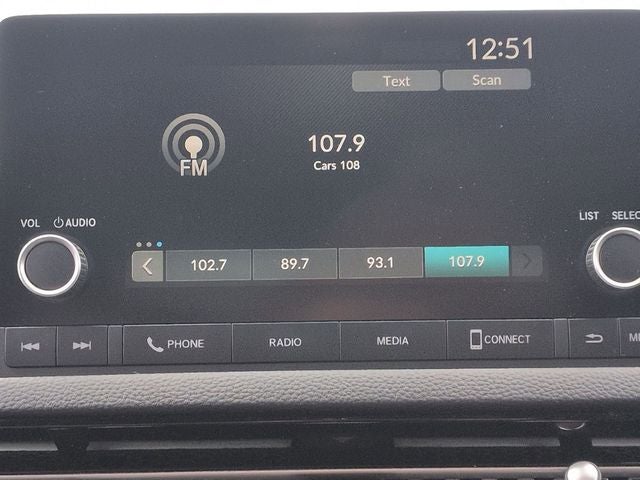 12:51
Text Scan
FM
107.9
Cars 108
VOL AUDIO
LIST
102.7 89.7 93.1 107.9
PHONE RADIO MEDIA CONNECT